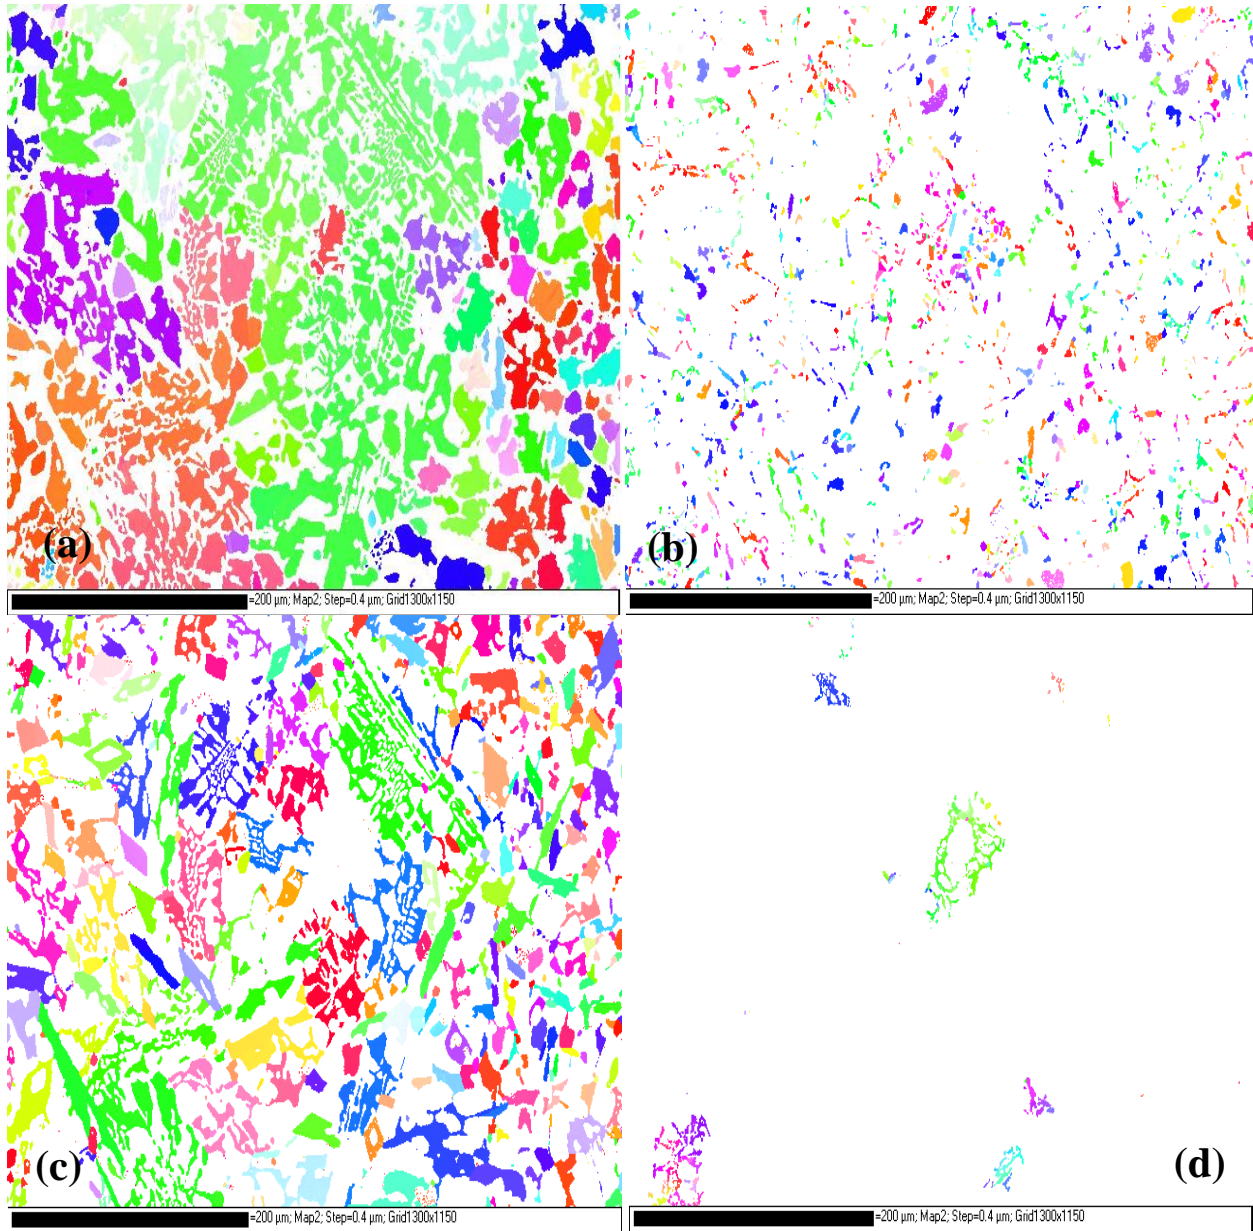 (a)
(b)
=200 µm; Map2; Step=0.4 µm; Grid1300x1150
=200 µm; Map2; Step=0.4 µm; Grid1300x1150
(c)
(d)
=200 µm; Map2; Step=0.4 µm; Grid1300x1150
=200 µm; Map2; Step=0.4 µm; Grid1300x1150